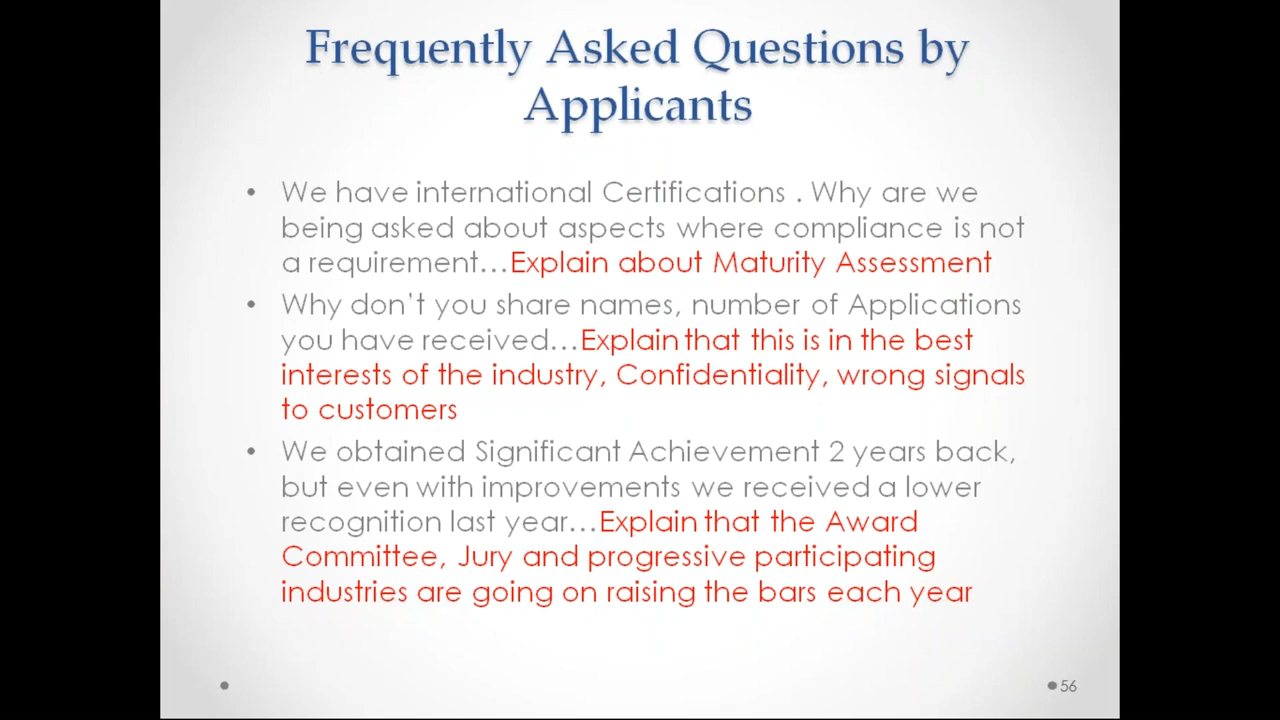 Frequently Asked Questions by
Applicants
• We have international Certifications . Why are we
being asked about aspects where compliance is not
a requirement...Explain about Maturity Assessment
• Why don't you share names, number of Applications
you have received...Explain that this is in the best
interests of the industry, Confidentiality, wrong signals
to customers
• We obtained Significant Achievement 2 years back,
but even with improvements we received a lower
recognition last year...Explain that the Award
Committee, Jury and progressive participating
industries are going on raising the bars each year
56